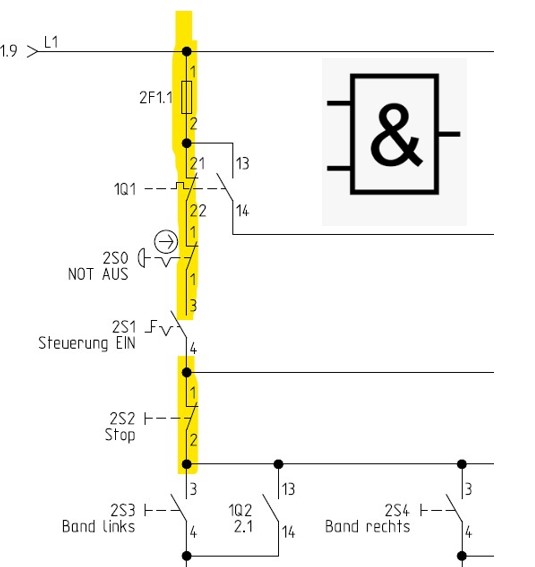 1.9
L1
1
2F1.1
2
21
13
1Q1
22
14
1
2S0
NOT AUS
1
3
2S1
Steuerung EIN
4
1
2S2
Stop
2
3
13
3
2S3
1Q2
2S4
Band links
2.1
Band rechts
4
14
4
&